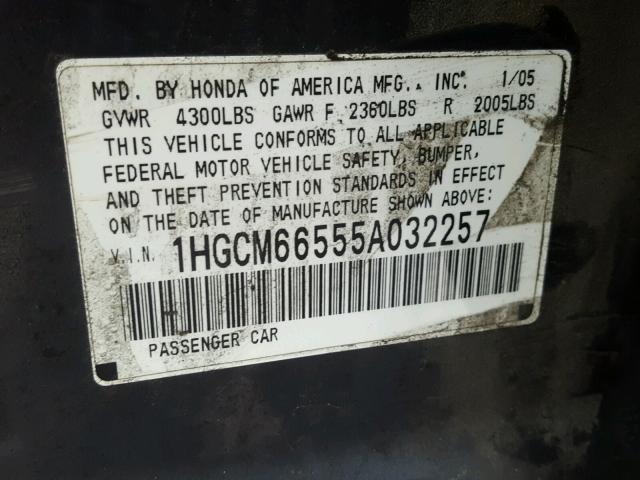 MFD. BY HONDA OF AMERICA MFG., INC. 1/05
GVWR 4300LBS GAWR F 2360LBS R 2005LBS
THIS VEHICLE CONFORMS TO ALL APPLICABLE
FEDERAL MOTOR VEHICLE SAFETY, BUMPER,
AND THEFT PREVENTION STANDARDS IN EFFECT
ON THE DATE OF MANUFACTURE SHOWN ABOVE:
V.I.N. 1HGCM66555A032257
PASSENGER CAR